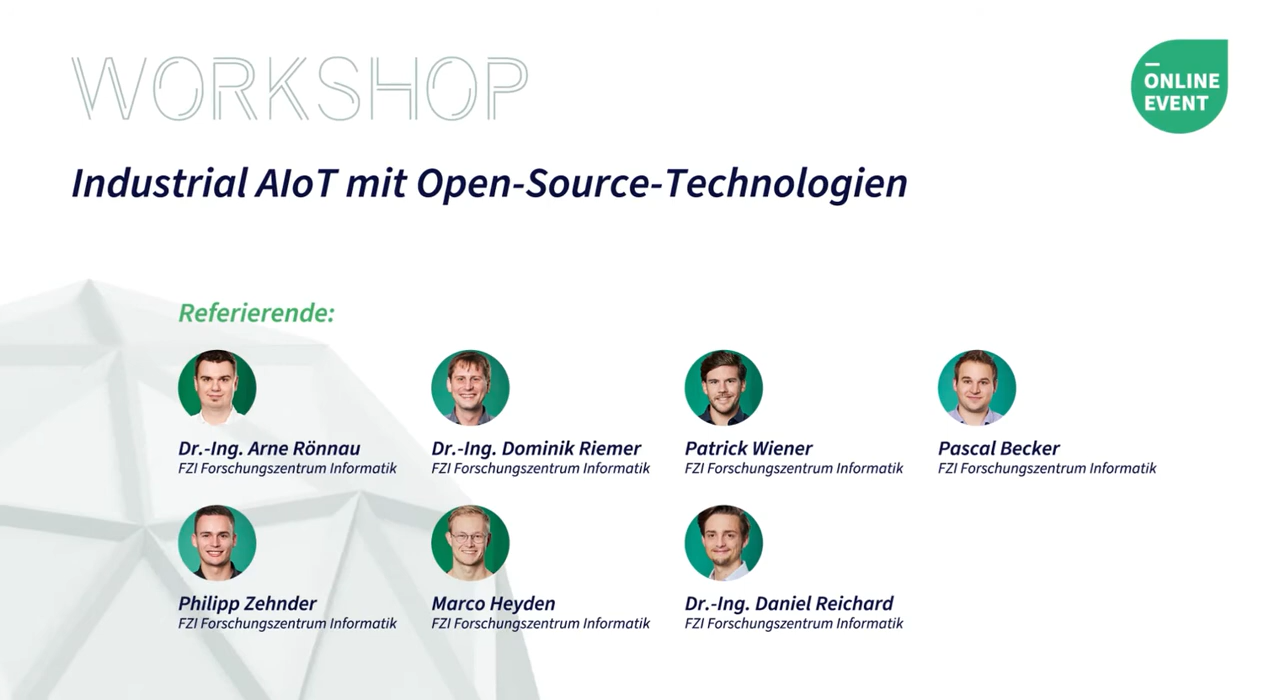 WORKSHOP
ONLINE
EVENT
Industrial AIoT mit Open-Source-Technologien
Referierende:
Dr.-Ing. Arne Rönnau
FZI Forschungszentrum Informatik
Dr.-Ing. Dominik Riemer
FZI Forschungszentrum Informatik
Patrick Wiener
FZI Forschungszentrum Informatik
Pascal Becker
FZI Forschungszentrum Informatik
Philipp Zehnder
FZI Forschungszentrum Informatik
Marco Heyden
FZI Forschungszentrum Informatik
Dr.-Ing. Daniel Reichard
FZI Forschungszentrum Informatik